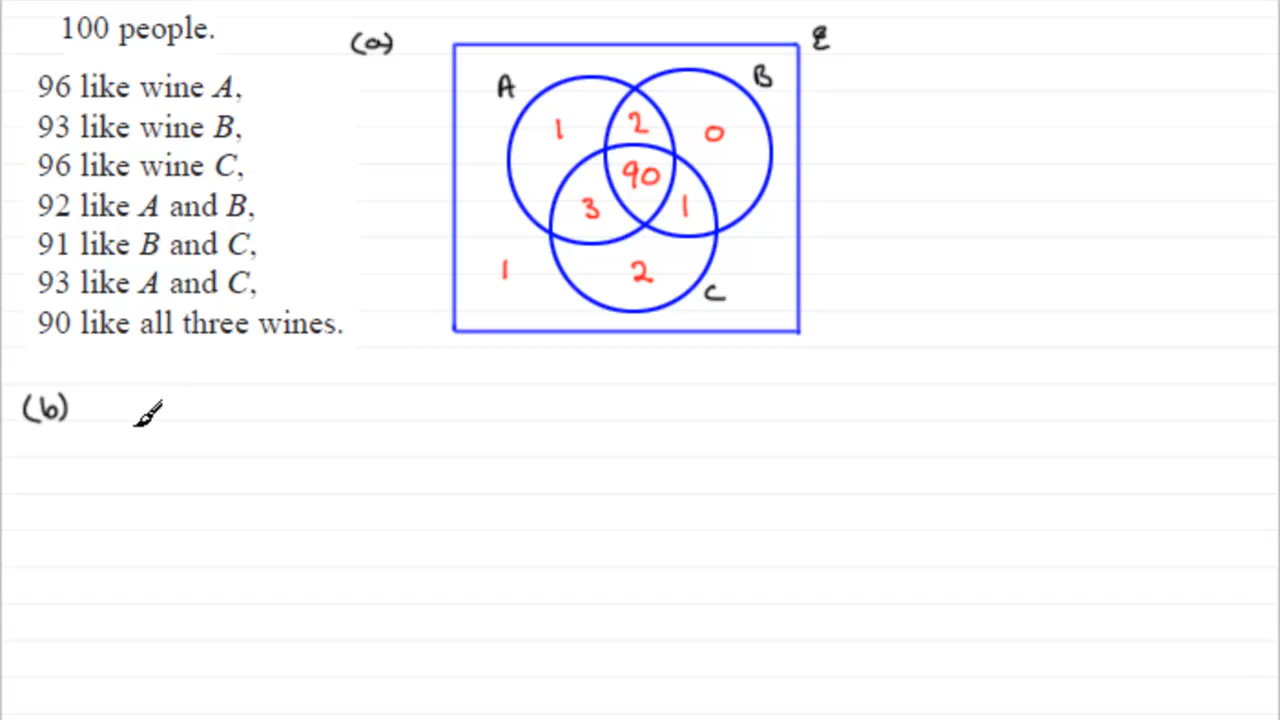 100 people.
96 like wine A,
93 like wine B,
96 like wine C,
92 like A and B,
91 like B and C,
93 like A and C,
90 like all three wines.
(a)
ξ
A
B
1
2
0
90
3
1
1
2
C
(b)